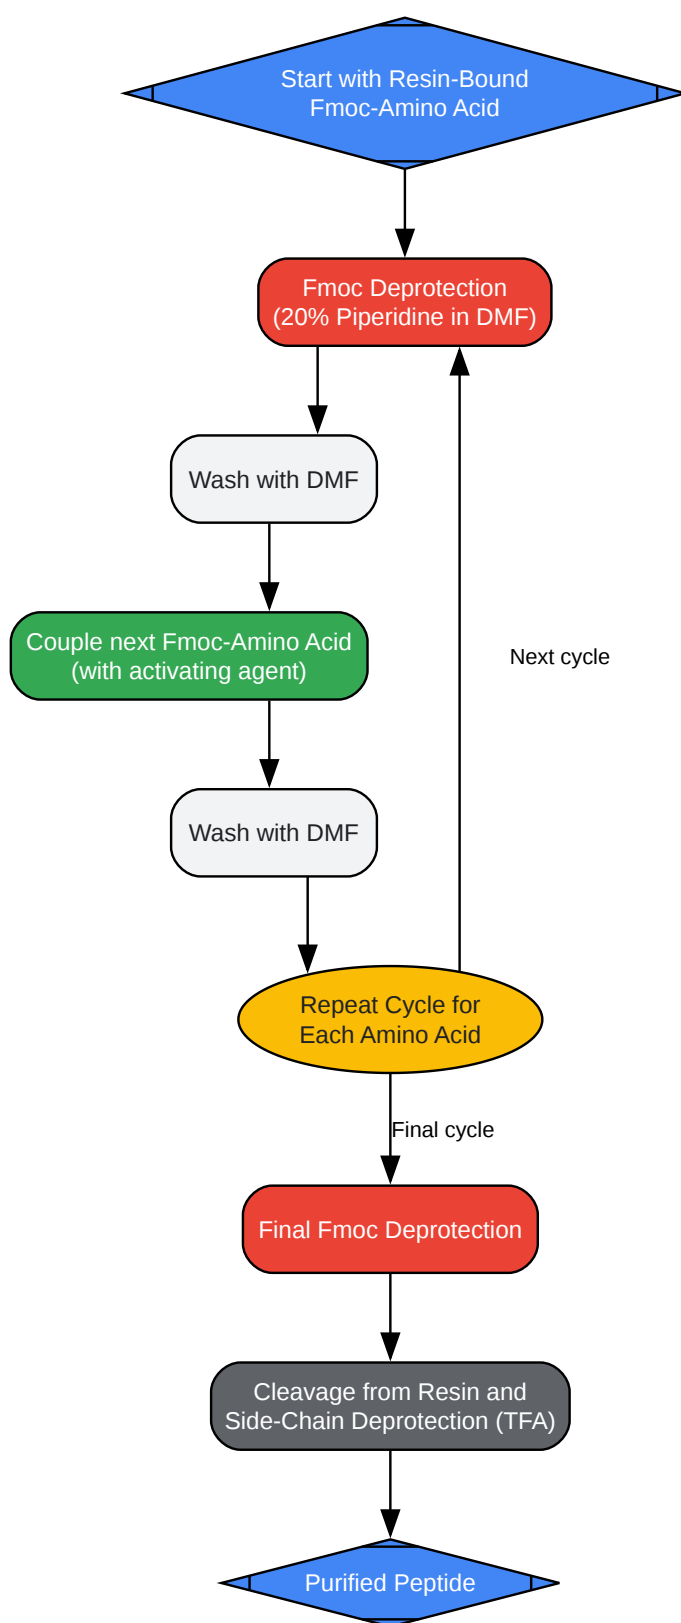 Start with Resin-Bound
Fmoc-Amino Acid
Fmoc Deprotection
(20% Piperidine in DMF)
Wash with DMF
Couple next Fmoc-Amino Acid
(with activating agent)
Next cycle
Wash with DMF
Repeat Cycle for
Each Amino Acid
Final cycle
Final Fmoc Deprotection
Cleavage from Resin and
Side-Chain Deprotection (TFA)
Purified Peptide